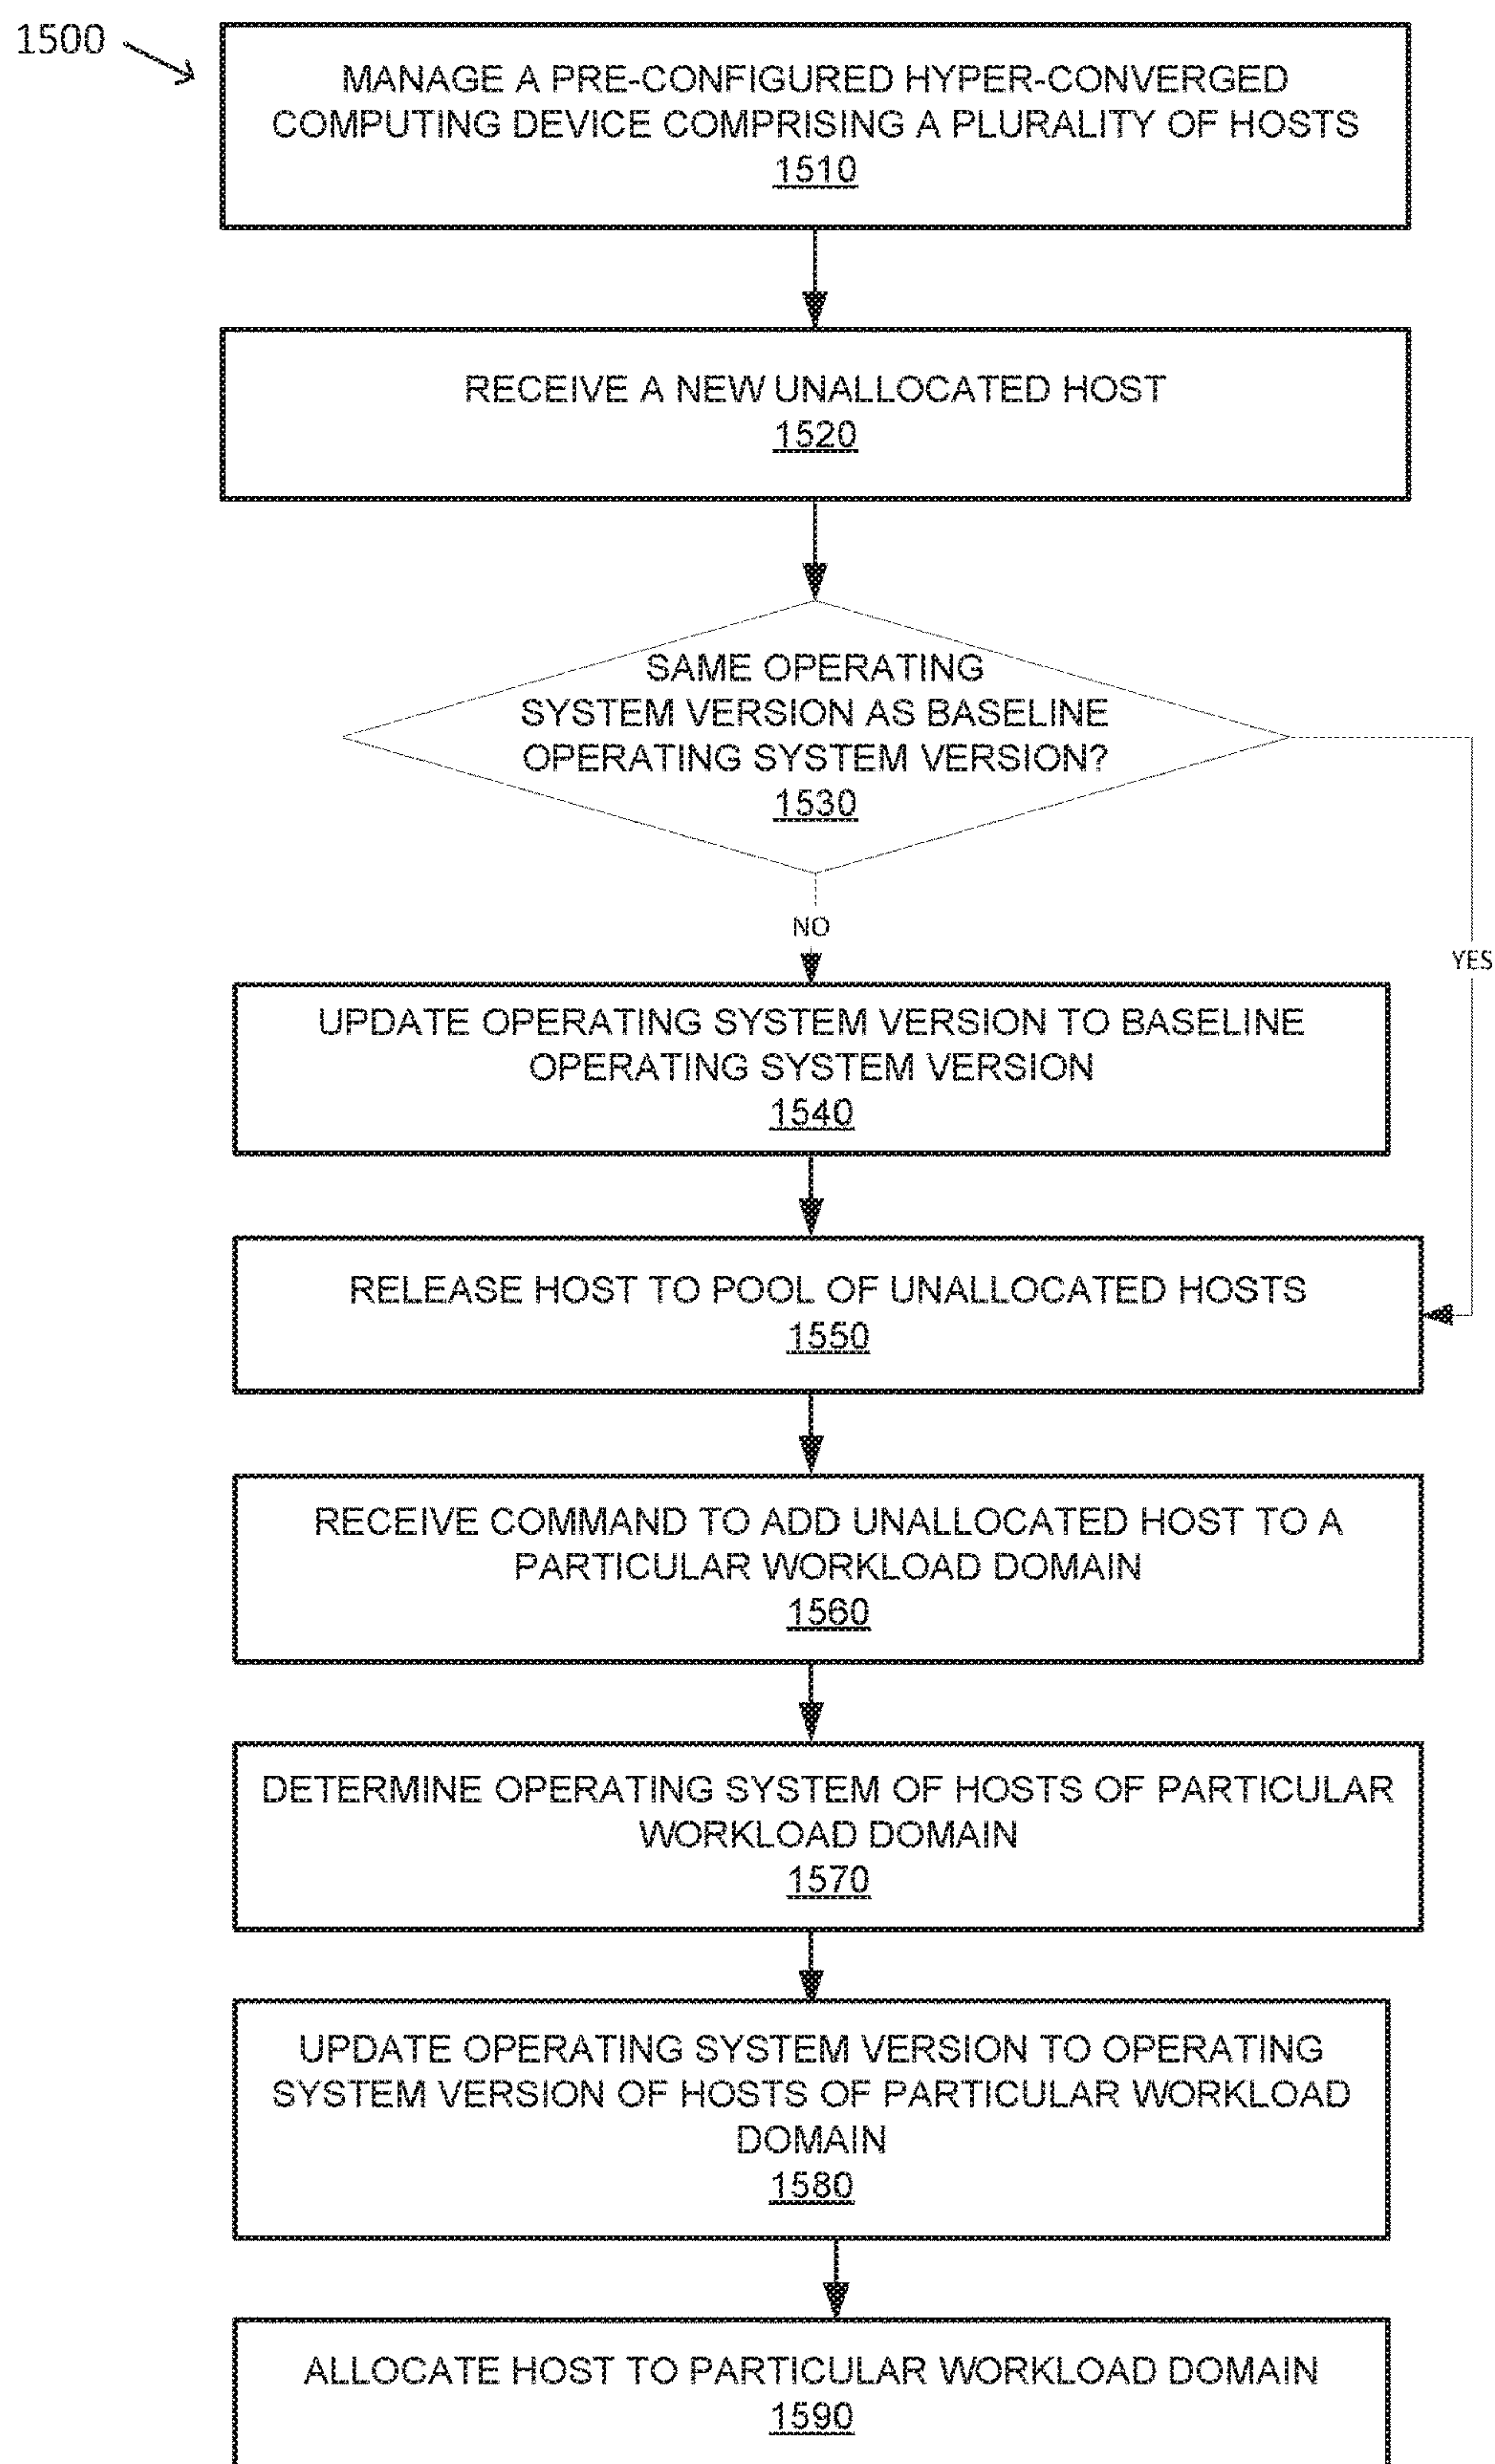 1500
MANAGE A PRE-CONFIGURED HYPER-CONVERGED
COMPUTING DEVICE COMPRISING A PLURALITY OF HOSTS
1510
RECEIVE A NEW UNALLOCATED HOST
1520
SAME OPERATING
SYSTEM VERSION AS BASELINE
OPERATING SYSTEM VERSION?
1530
NO
YES
UPDATE OPERATING SYSTEM VERSION TO BASELINE
OPERATING SYSTEM VERSION
1540
RELEASE HOST TO POOL OF UNALLOCATED HOSTS
1550
RECEIVE COMMAND TO ADD UNALLOCATED HOST TO A
PARTICULAR WORKLOAD DOMAIN
1560
DETERMINE OPERATING SYSTEM OF HOSTS OF PARTICULAR
WORKLOAD DOMAIN
1570
UPDATE OPERATING SYSTEM VERSION TO OPERATING
SYSTEM VERSION OF HOSTS OF PARTICULAR WORKLOAD
DOMAIN
1580
ALLOCATE HOST TO PARTICULAR WORKLOAD DOMAIN
1590